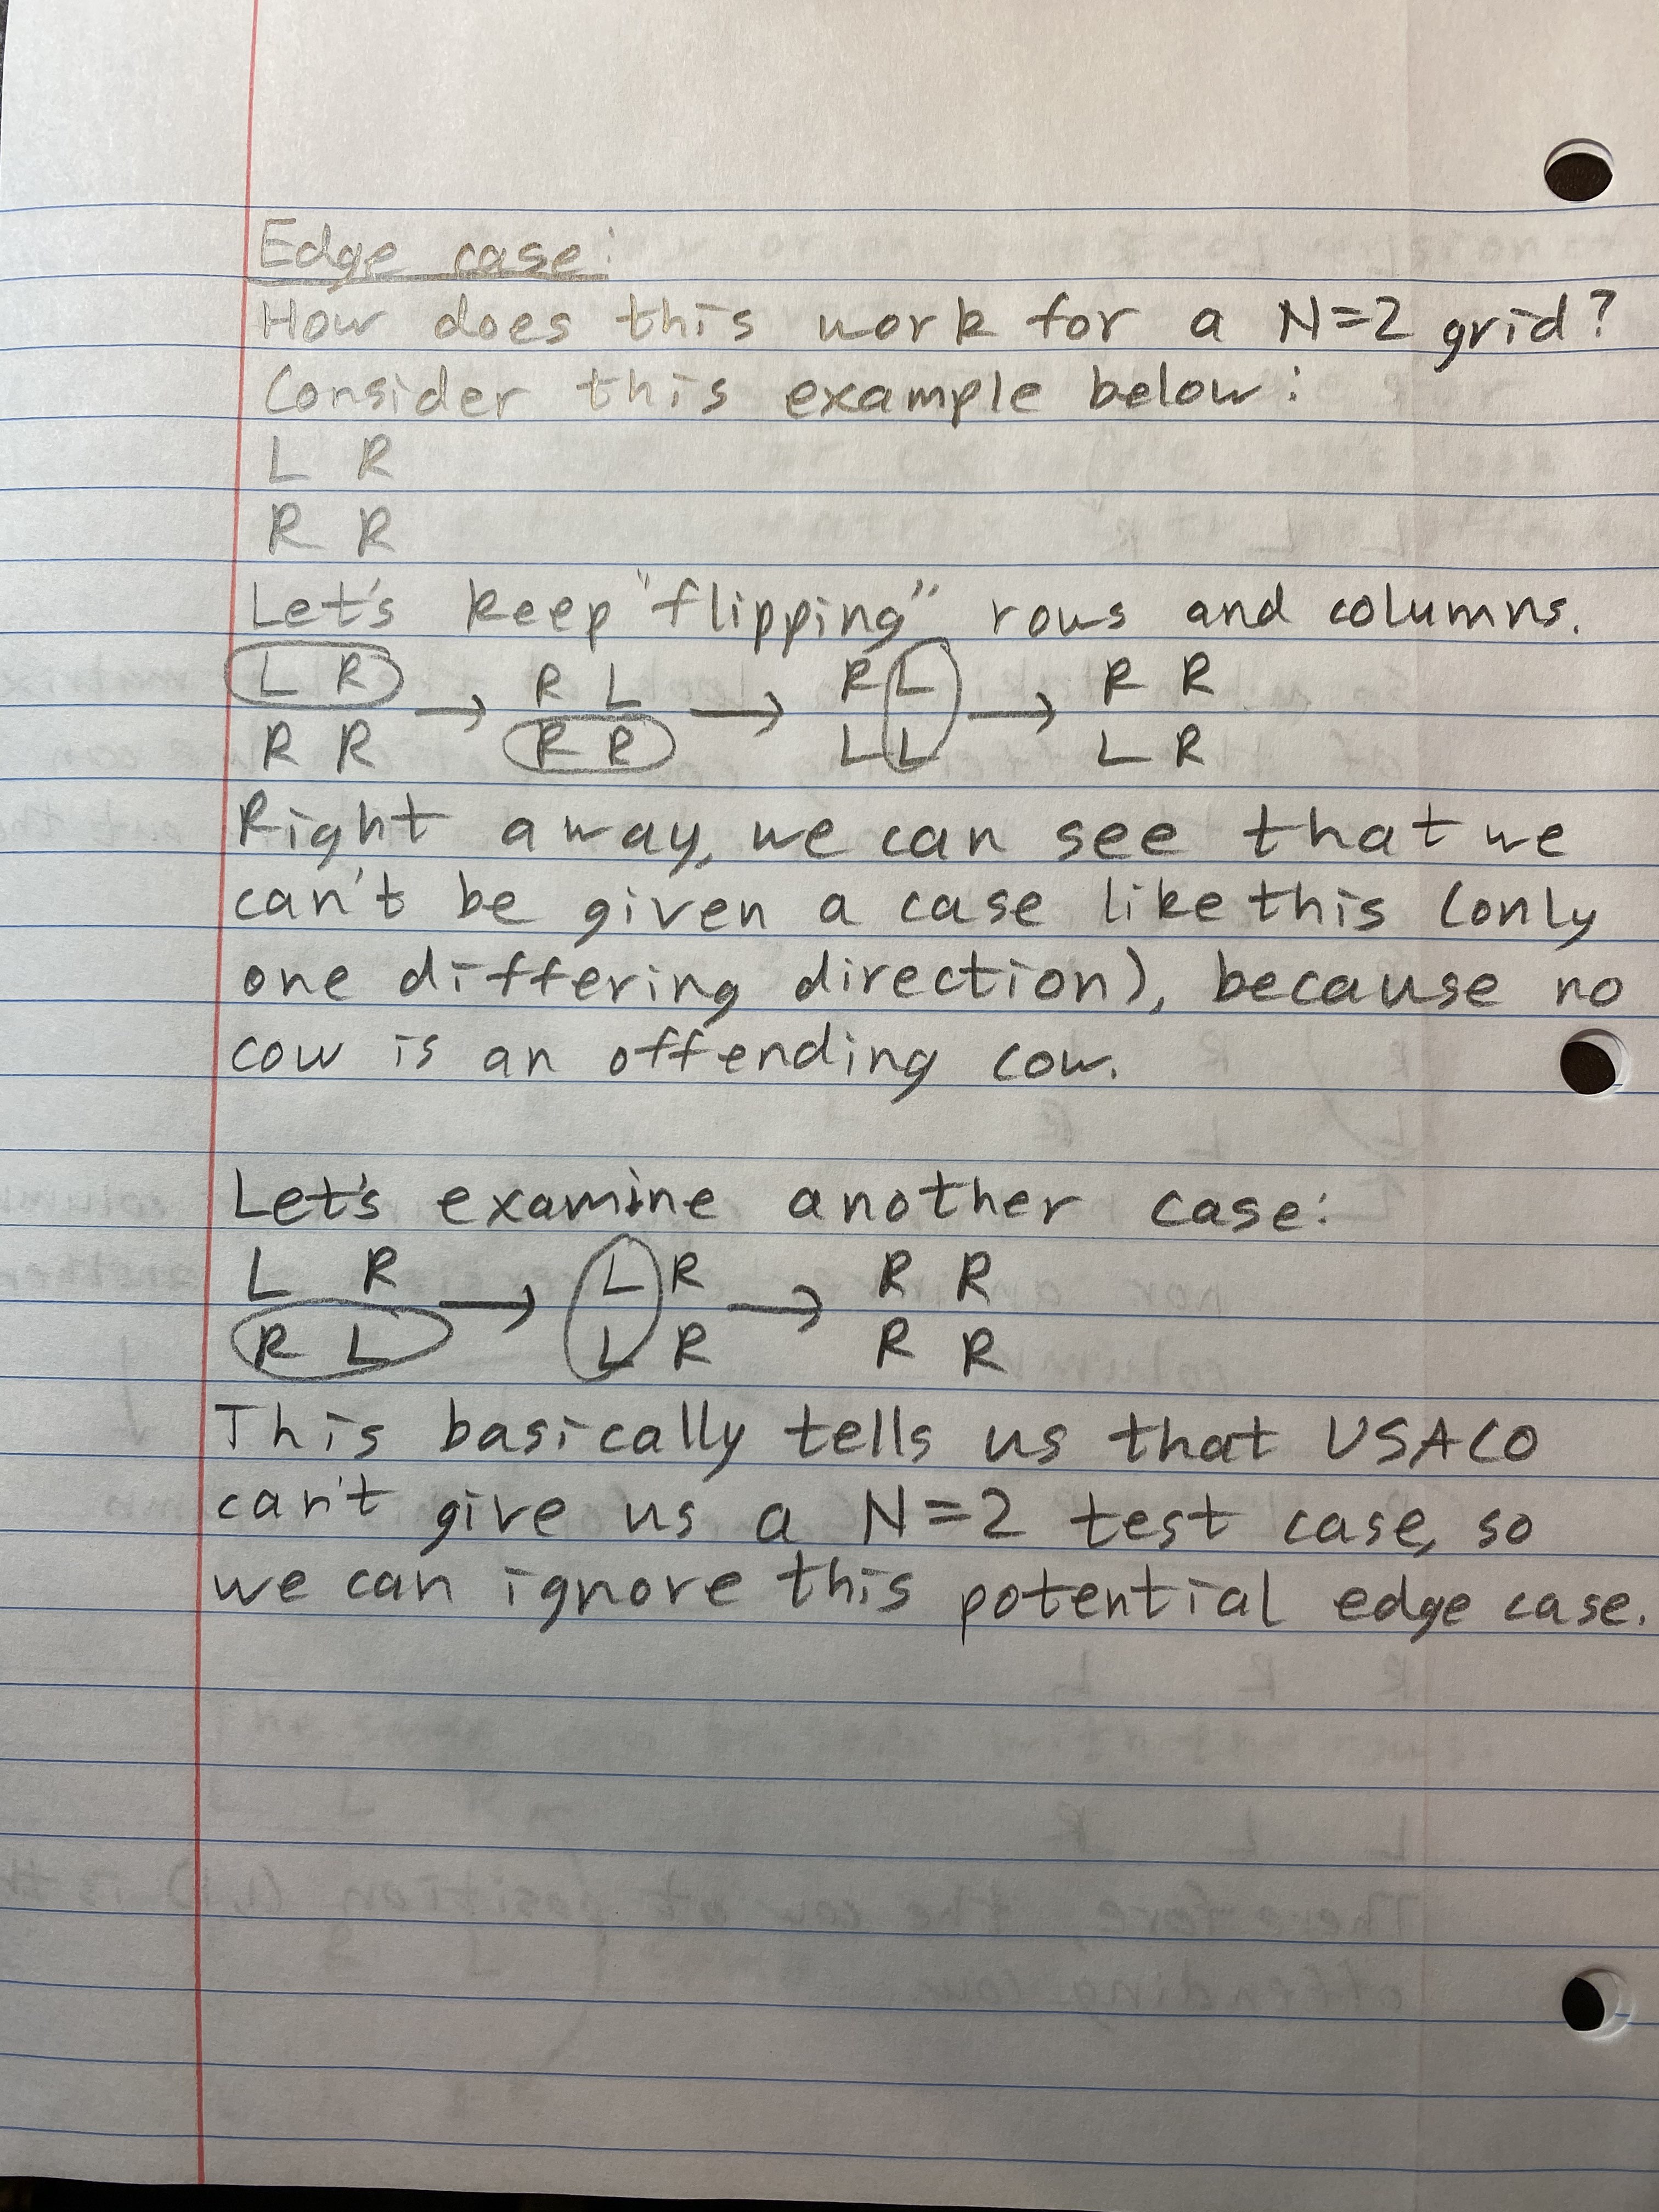 Edge case:
How does this work for a N=2 grid?
Consider this example below:
L R
R R
Let's keep "flipping" rows and columns.
L R → R L → R L → R R
R R R R L L L R
Right away, we can see that we
can't be given a case like this (only
one differing direction), because no
cow is an offending cow.
Let's examine another case:
L R → L R → R R
R L L R R R
This basically tells us that USACO
can't give us a N=2 test case, so
we can ignore this potential edge case.